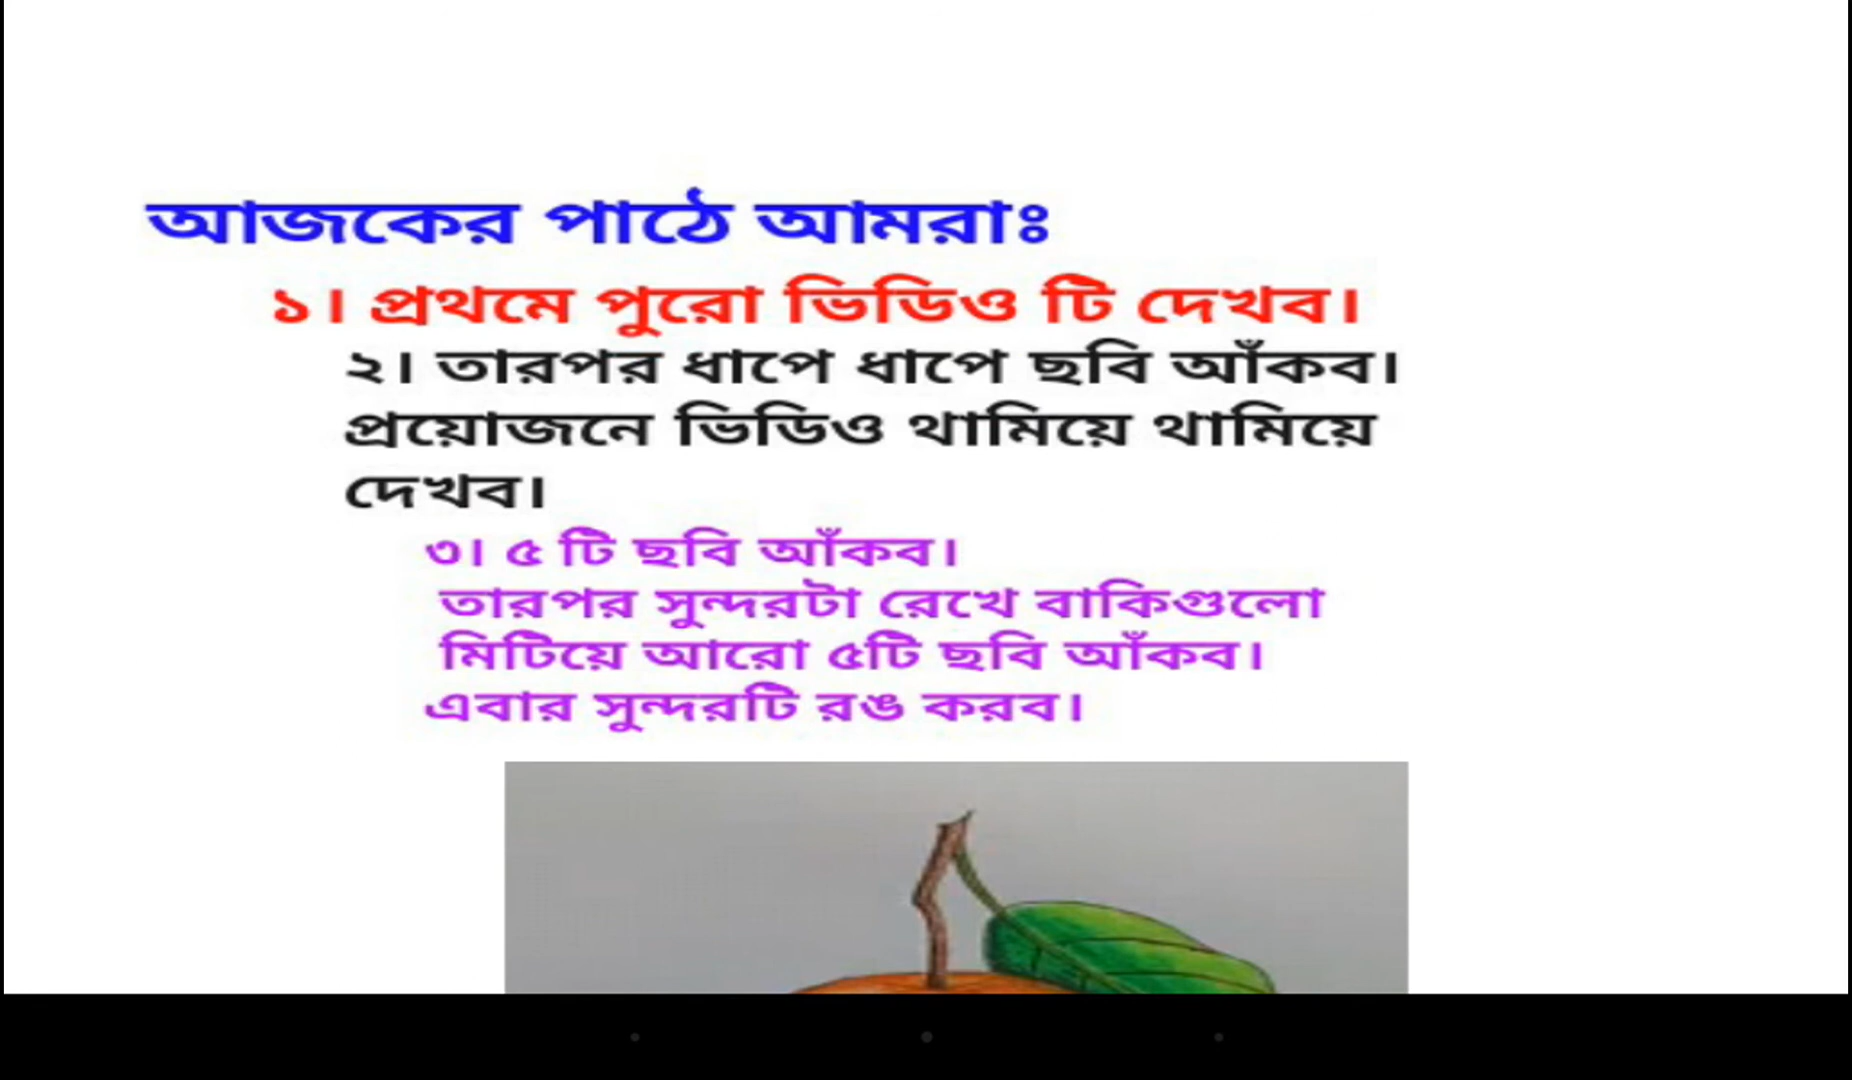 আজকের পাঠে আমরাঃ
১। প্রথমে পুরো ভিডিও টি দেখব।
২। তারপর ধাপে ধাপে ছবি আঁকব।
প্রয়োজনে ভিডিও থামিয়ে থামিয়ে
দেখব।
৩। ৫ টি ছবি আঁকব।
তারপর সুন্দরটা রেখে বাকিগুলো
মিটিয়ে আরো ৫টি ছবি আঁকব।
এবার সুন্দরটি রঙ করব।